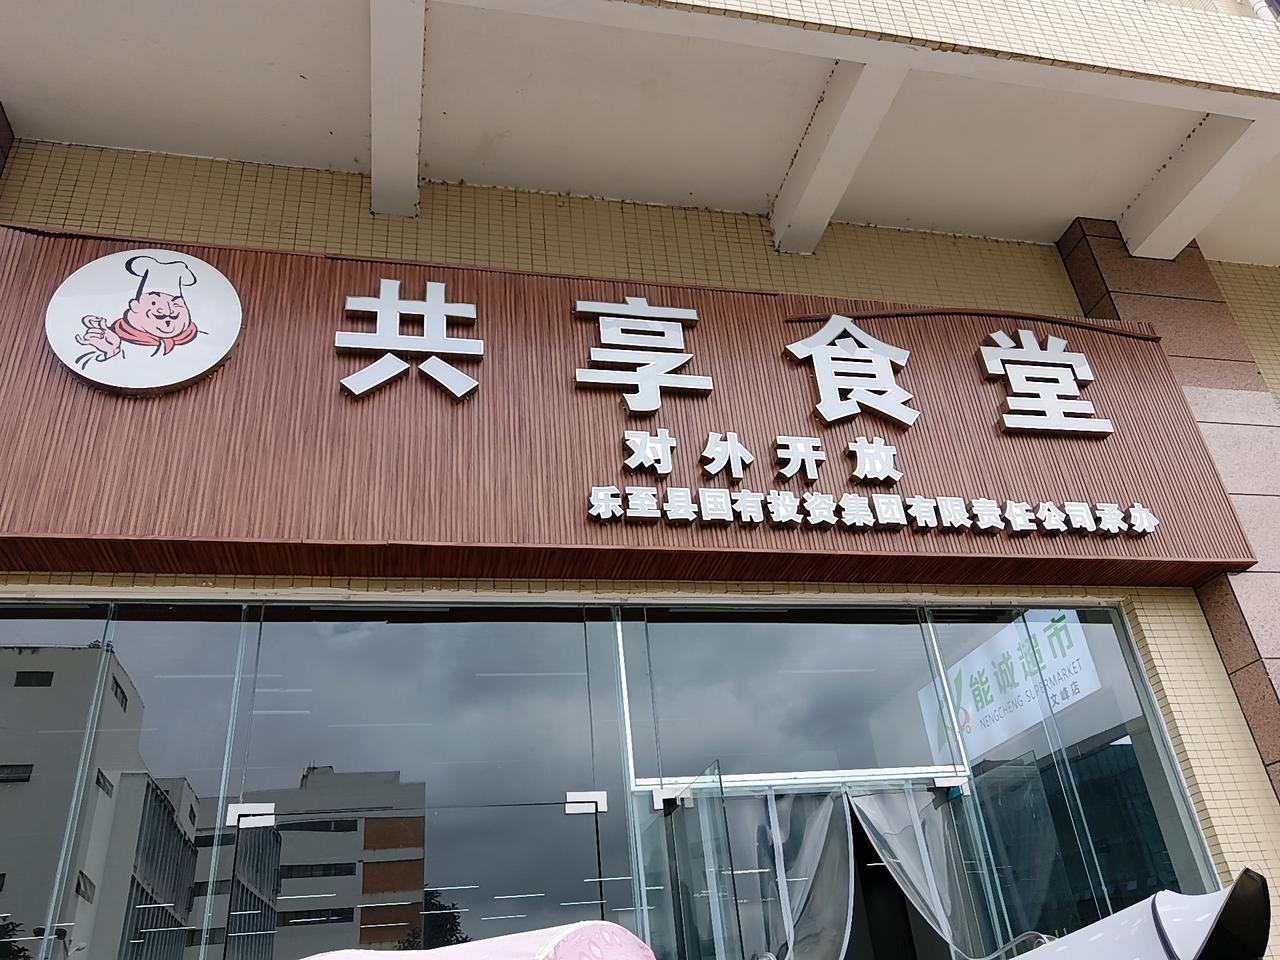 共享食堂
对外开放
乐至县国有投资集团有限责任公司承办
能诚超市
NENGCHENG SUPERMARKET
文峰店